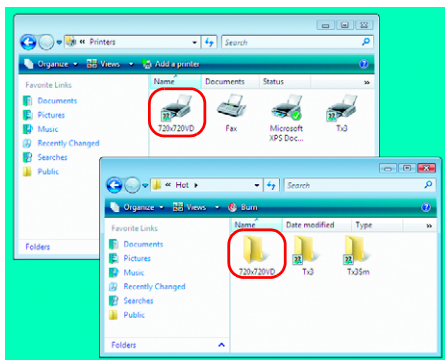 « Printers
Search
Organize Views Add a printer
Favorite Links
Name Documents Status »
Documents
Pictures
Music
Recently Changed
Searches
Public
Folders
720x720VD Fax Microsoft XPS Doc... Tx3
« Hot
Search
Organize Views Burn
Favorite Links
Name Date modified Type »
Documents
Pictures
Music
Recently Changed
Searches
Public
Folders
720x720VD Tx3 Tx3Sm